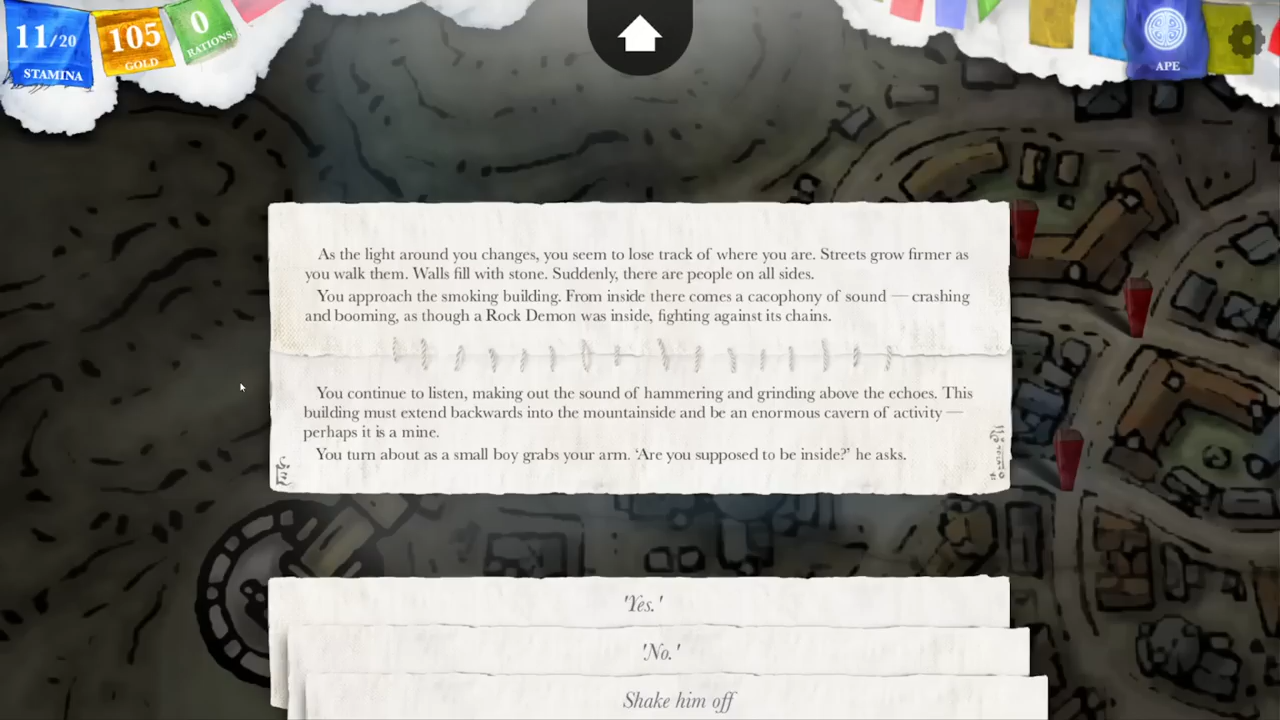 11/20
STAMINA
105
GOLD
0
RATIONS
APE
As the light around you changes, you seem to lose track of where you are. Streets grow firmer as
you walk them. Walls fill with stone. Suddenly, there are people on all sides.
You approach the smoking building. From inside there comes a cacophony of sound — crashing
and booming, as though a Rock Demon was inside, fighting against its chains.
You continue to listen, making out the sound of hammering and grinding above the echoes. This
building must extend backwards into the mountainside and be an enormous cavern of activity —
perhaps it is a mine.
You turn about as a small boy grabs your arm. ‘Are you supposed to be inside?’ he asks.
'Yes.'
'No.'
Shake him off